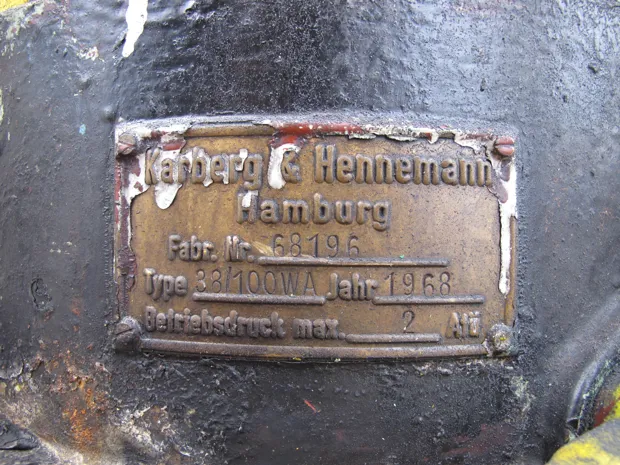 Karberg & Hennemann
Hamburg
Fabr. Nr. 68196
Type 38/100WA Jahr 1968
Betriebsdruck max. 2 Atü